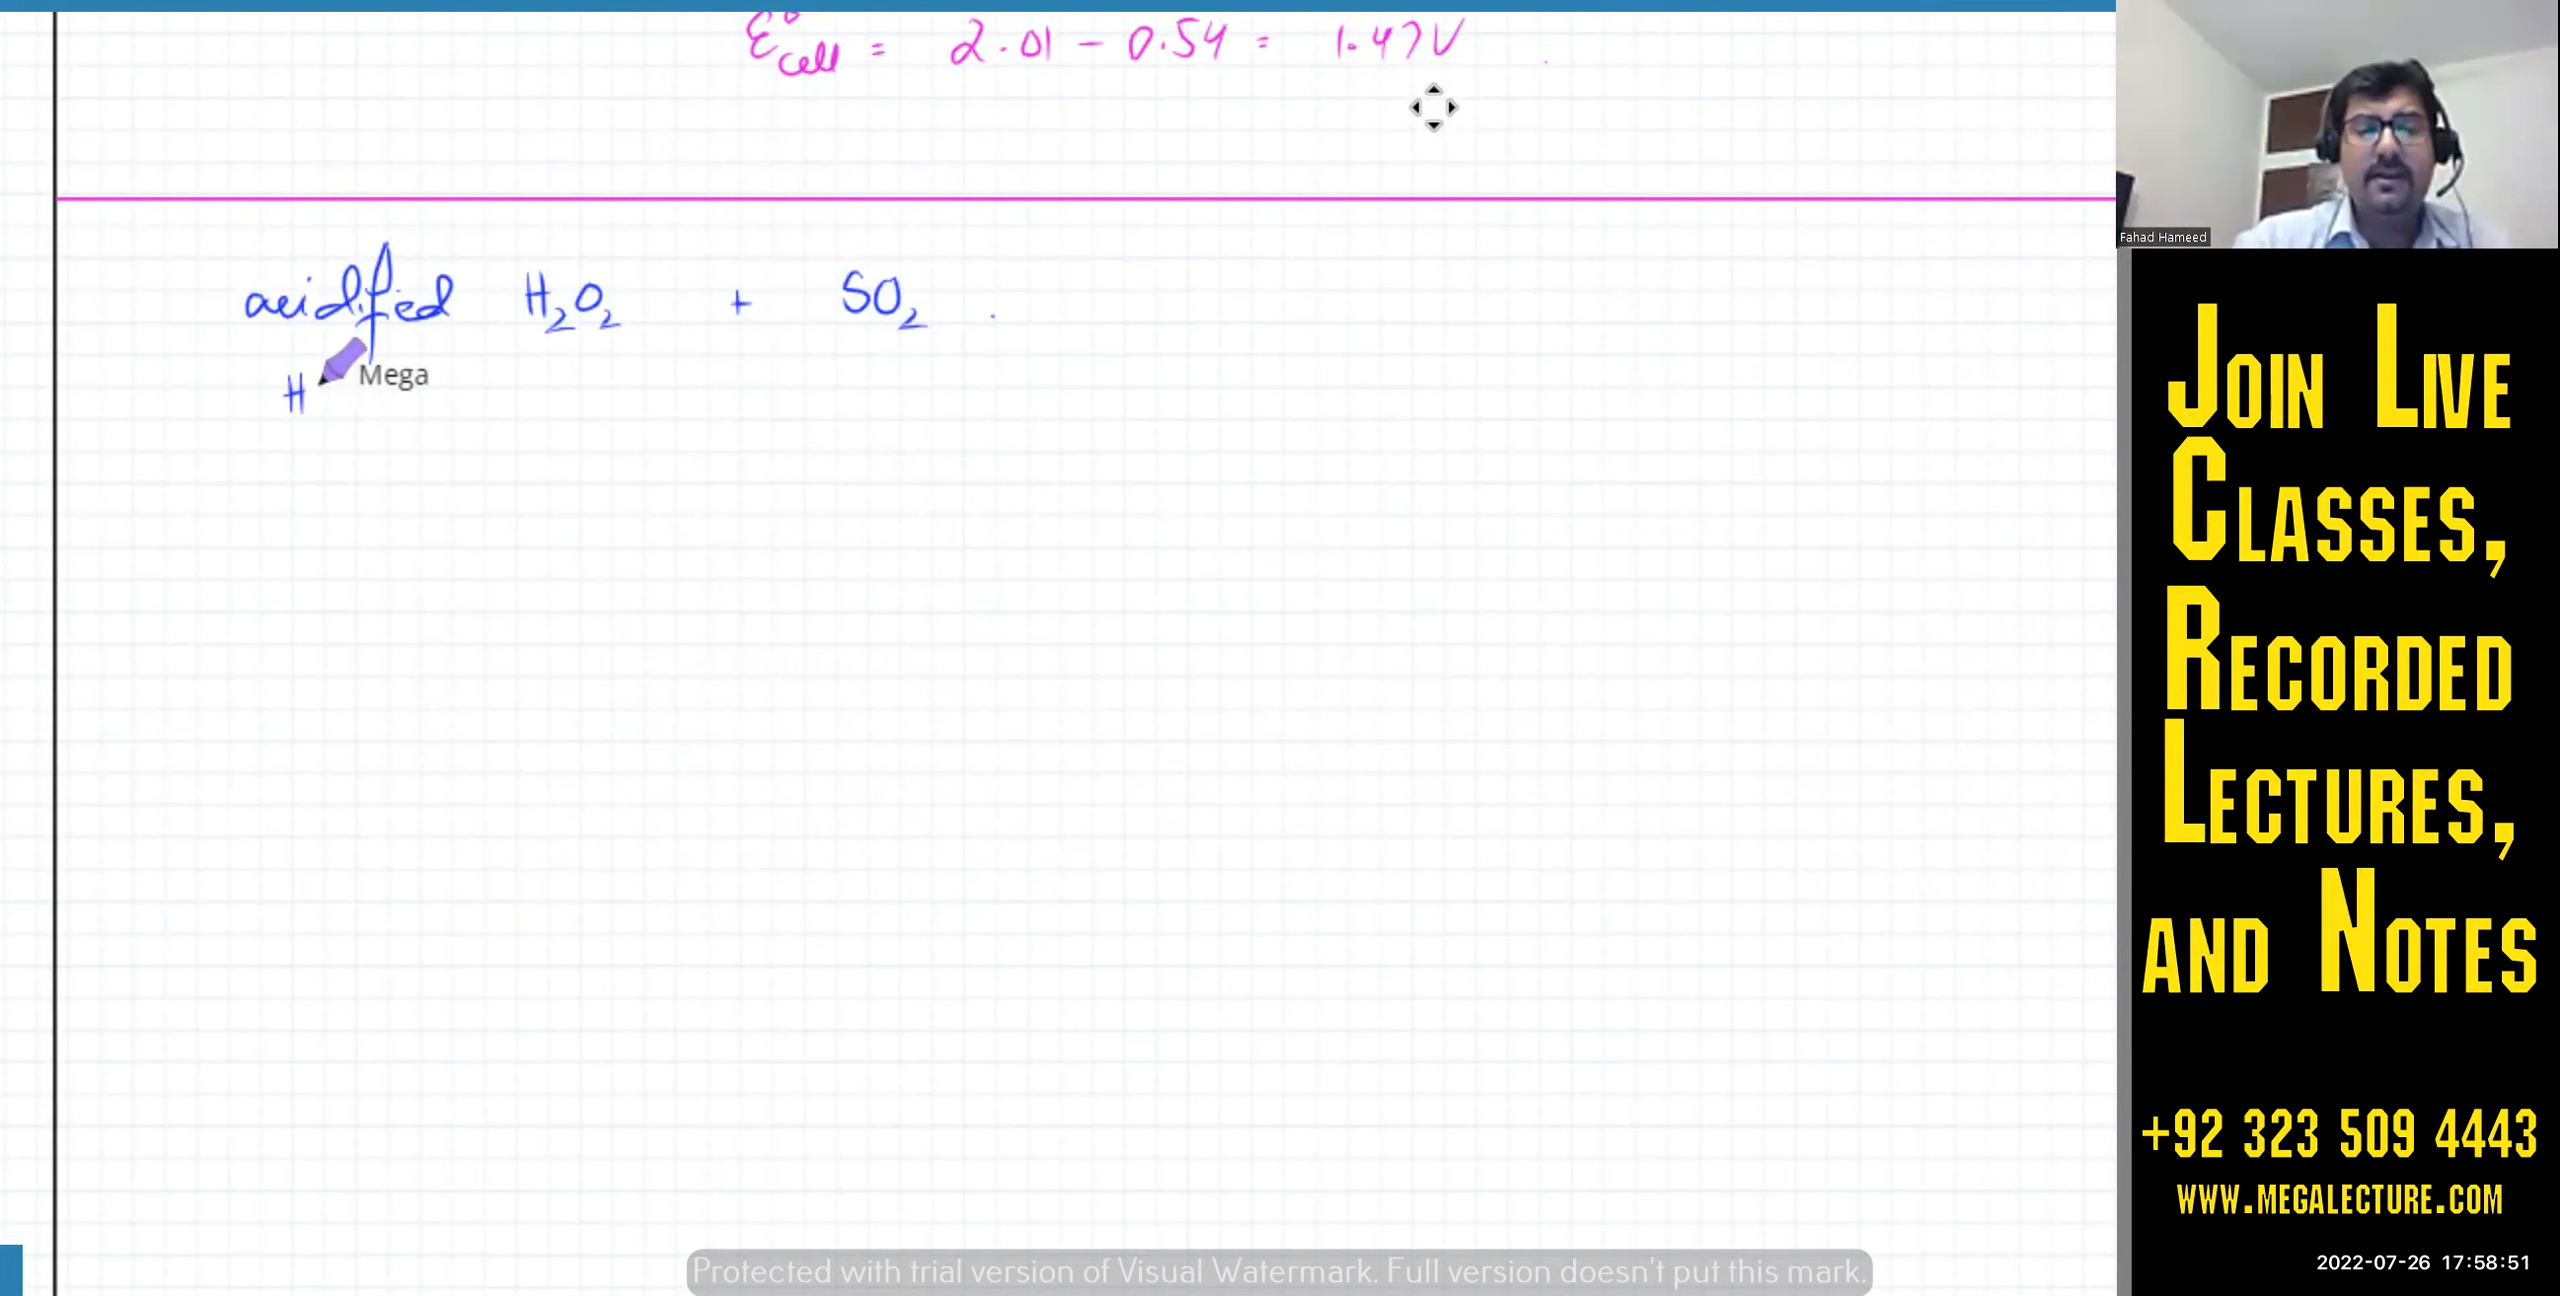 Ɛ°cell = 2.01 - 0.54 = 1.47V
Fahad Hameed
acidified H₂O₂ + SO₂ .
H
Mega
JOIN LIVE
CLASSES,
RECORDED
LECTURES,
AND NOTES
+92 323 509 4443
WWW.MEGALECTURE.COM
2022-07-26 17:58:51
Protected with trial version of Visual Watermark. Full version doesn't put this mark.